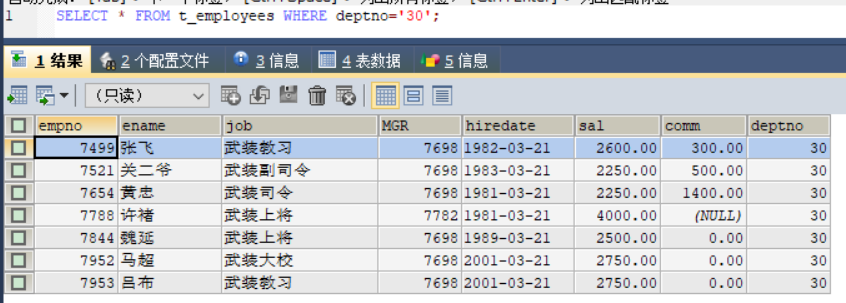 1 SELECT * FROM t_employees WHERE deptno='30';
1 结果 2 个配置文件 3 信息 4 表数据 5 信息
(只读)
empno ename job MGR hiredate sal comm deptno
7499 张飞 武装教习 7698 1982-03-21 2600.00 300.00 30
7521 关二爷 武装副司令 7698 1983-03-21 2250.00 500.00 30
7654 黄忠 武装司令 7698 1981-03-21 2250.00 1400.00 30
7788 许褚 武装上将 7782 1981-03-21 4000.00 (NULL) 30
7844 魏延 武装上将 7698 1989-03-21 2500.00 0.00 30
7952 马超 武装大校 7698 2001-03-21 2750.00 0.00 30
7953 吕布 武装教习 7698 2001-03-21 2750.00 0.00 30